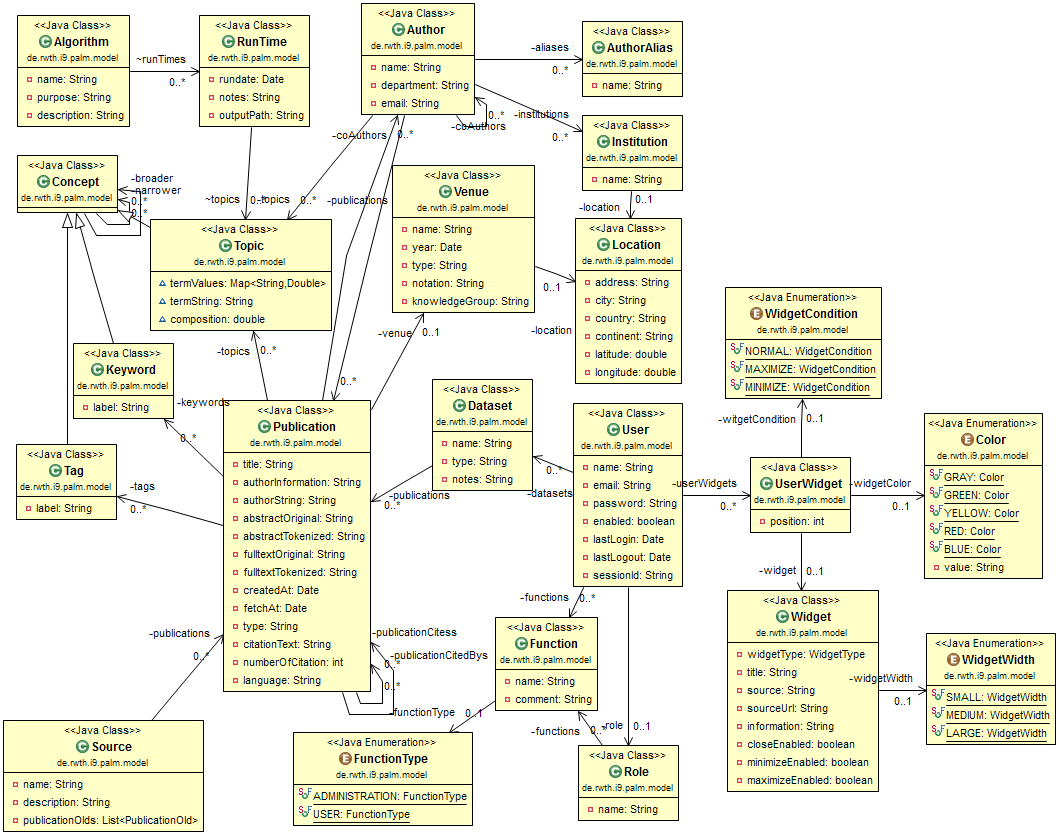 <<Java Class>>
Algorithm
de.rwth.i9.palm.model
name: String
purpose: String
description: String
~runTimes
0..*
<<Java Class>>
RunTime
de.rwth.i9.palm.model
rundate: Date
notes: String
outputPath: String
<<Java Class>>
Author
de.rwth.i9.palm.model
name: String
department: String
email: String
-aliases
0..*
<<Java Class>>
AuthorAlias
de.rwth.i9.palm.model
name: String
-institutions
0..*
0..*
-coAuthors
-coAuthors
0..*
<<Java Class>>
Institution
de.rwth.i9.palm.model
name: String
0..1
-location
<<Java Class>>
Concept
de.rwth.i9.palm.model
-broader
-narrower
0..*
0..*
~topics
0..*
-topics
0..*
-publications
<<Java Class>>
Venue
de.rwth.i9.palm.model
name: String
year: Date
type: String
notation: String
knowledgeGroup: String
<<Java Class>>
Location
de.rwth.i9.palm.model
address: String
city: String
country: String
continent: String
latitude: double
longitude: double
0..1
-location
<<Java Class>>
Topic
de.rwth.i9.palm.model
termValues: Map<String,Double>
termString: String
composition: double
-topics
0..*
-venue
0..1
0..*
<<Java Enumeration>>
WidgetCondition
de.rwth.i9.palm.model
NORMAL: WidgetCondition
MAXIMIZE: WidgetCondition
MINIMIZE: WidgetCondition
-witgetCondition
0..1
<<Java Class>>
Keyword
de.rwth.i9.palm.model
label: String
-keywords
0..*
<<Java Class>>
Tag
de.rwth.i9.palm.model
label: String
-tags
0..*
<<Java Class>>
Publication
de.rwth.i9.palm.model
title: String
authorInformation: String
authorString: String
abstractOriginal: String
abstractTokenized: String
fulltextOriginal: String
fulltextTokenized: String
createdAt: Date
fetchAt: Date
type: String
citationText: String
numberOfCitation: int
language: String
<<Java Class>>
Dataset
de.rwth.i9.palm.model
name: String
type: String
notes: String
-publications
0..*
0..*
-datasets
<<Java Class>>
User
de.rwth.i9.palm.model
name: String
email: String
password: String
enabled: boolean
lastLogin: Date
lastLogout: Date
sessionId: String
-userWidgets
0..*
<<Java Class>>
UserWidget
de.rwth.i9.palm.model
position: int
-widgetColor
0..1
<<Java Enumeration>>
Color
de.rwth.i9.palm.model
GRAY: Color
GREEN: Color
YELLOW: Color
RED: Color
BLUE: Color
value: String
-widget
0..1
<<Java Class>>
Widget
de.rwth.i9.palm.model
widgetType: WidgetType
title: String
source: String
sourceUrl: String
information: String
closeEnabled: boolean
minimizeEnabled: boolean
maximizeEnabled: boolean
-widgetWidth
0..1
<<Java Enumeration>>
WidgetWidth
de.rwth.i9.palm.model
SMALL: WidgetWidth
MEDIUM: WidgetWidth
LARGE: WidgetWidth
-functions
0..*
<<Java Class>>
Function
de.rwth.i9.palm.model
name: String
comment: String
-publicationCitess
-publicationCitedBys
0..*
0..*
-functionType
0..1
-functions
0..*
-role
0..1
-publications
0..*
<<Java Class>>
Source
de.rwth.i9.palm.model
name: String
description: String
publicationOlds: List<PublicationOld>
<<Java Enumeration>>
FunctionType
de.rwth.i9.palm.model
ADMINISTRATION: FunctionType
USER: FunctionType
<<Java Class>>
Role
de.rwth.i9.palm.model
name: String